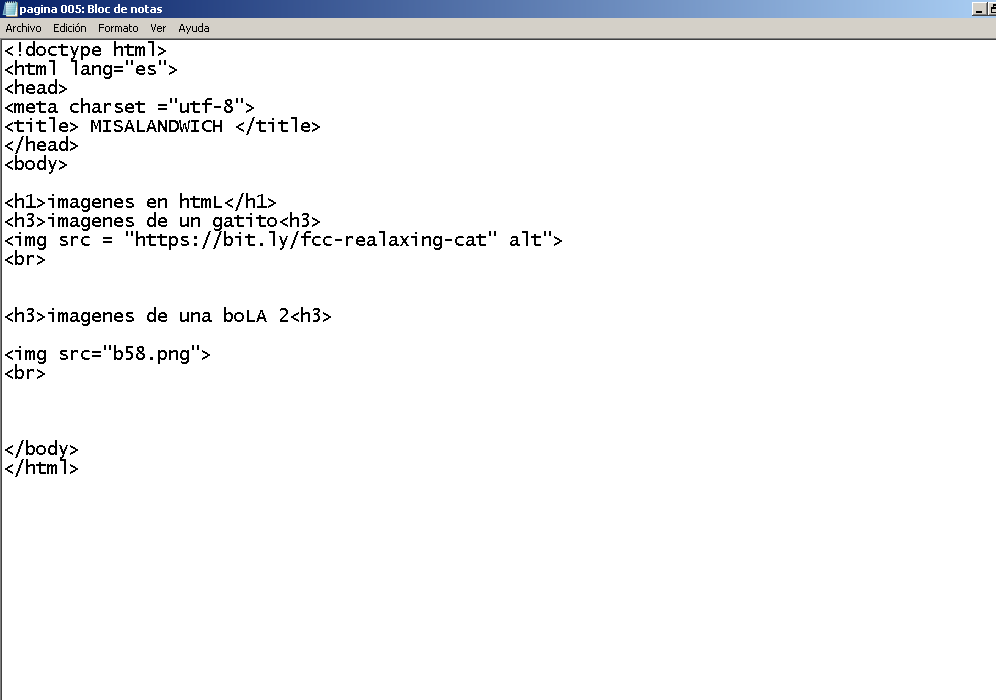 pagina 005: Bloc de notas
Archivo Edición Formato Ver Ayuda
<!doctype html>
<html lang="es">
<head>
<meta charset ="utf-8">
<title> MISALANDWICH </title>
</head>
<body>
<h1>imagenes en htmL</h1>
<h3>imagenes de un gatito<h3>
<img src = "https://bit.ly/fcc-realaxing-cat" alt">
<br>
<h3>imagenes de una boLA 2<h3>
<img src="b58.png">
<br>
</body>
</html>